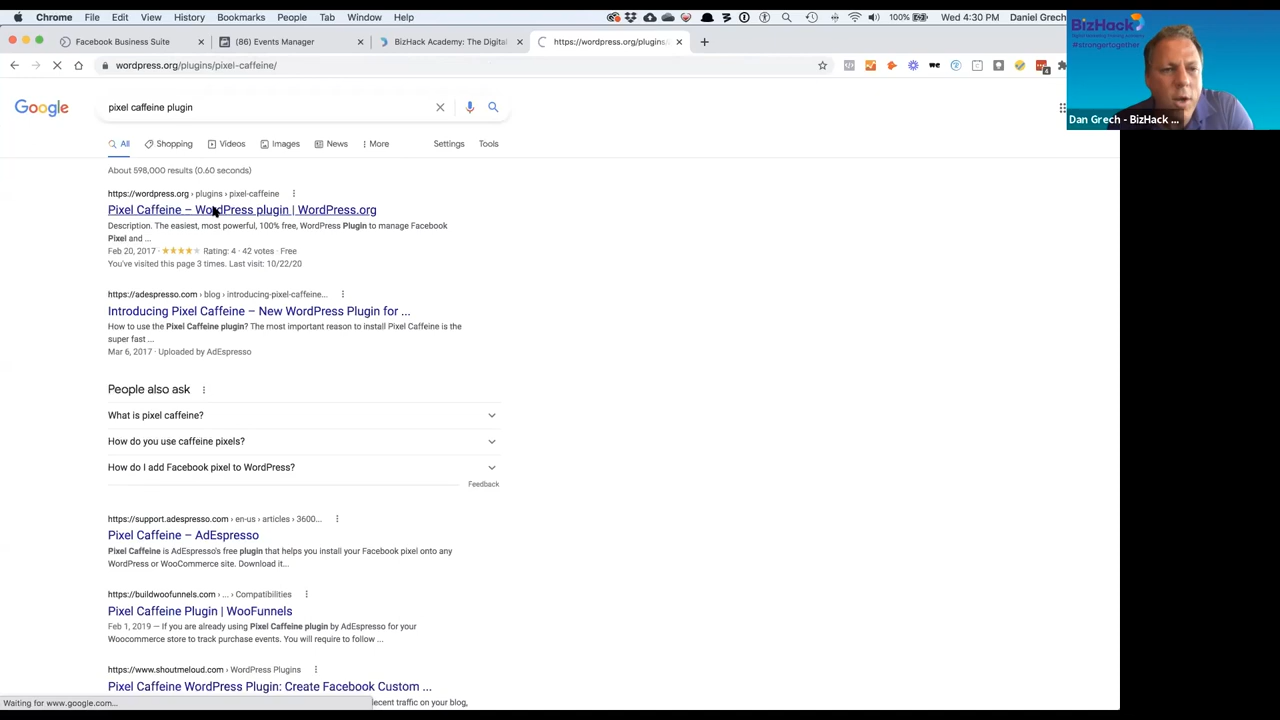 Chrome File Edit View History Bookmarks People Tab Window Help 100% Wed 4:30 PM Daniel Grech
Facebook Business Suite (86) Events Manager BizHack Academy: The Digital https://wordpress.org/plugins/
wordpress.org/plugins/pixel-caffeine/
BizHack
#strongertogether
Dan Grech - BizHack ...
Google pixel caffeine plugin
All Shopping Videos Images News More Settings Tools
About 598,000 results (0.60 seconds)
https://wordpress.org › plugins › pixel-caffeine
Pixel Caffeine – WordPress plugin | WordPress.org
Description. The easiest, most powerful, 100% free, WordPress Plugin to manage Facebook
Pixel and ...
Feb 20, 2017 · Rating: 4 · 42 votes · Free
You've visited this page 3 times. Last visit: 10/22/20
https://adespresso.com › blog › introducing-pixel-caffeine...
Introducing Pixel Caffeine – New WordPress Plugin for ...
How to use the Pixel Caffeine plugin? The most important reason to install Pixel Caffeine is the
super fast ...
Mar 6, 2017 · Uploaded by AdEspresso
People also ask
What is pixel caffeine?
How do you use caffeine pixels?
How do I add Facebook pixel to WordPress?
Feedback
https://support.adespresso.com › en-us › articles › 3600...
Pixel Caffeine – AdEspresso
Pixel Caffeine is AdEspresso's free plugin that helps you install your Facebook pixel onto any
WordPress or WooCommerce site. Download it...
https://buildwoofunnels.com › ... › Compatibilities
Pixel Caffeine Plugin | WooFunnels
Feb 1, 2019 — If you are already using Pixel Caffeine plugin by AdEspresso for your
Woocommerce store to track purchase events. You will require to follow ...
https://www.shoutmeloud.com › WordPress Plugins
Pixel Caffeine WordPress Plugin: Create Facebook Custom ...
Waiting for www.google.com... decent traffic on your blog,